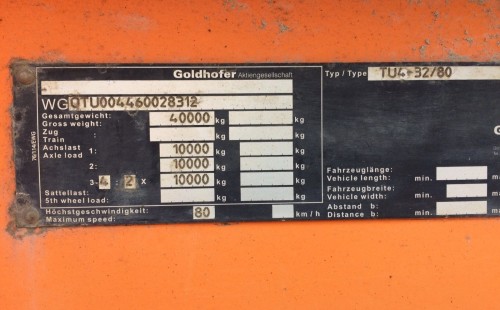 Goldhofer Aktiengesellschaft
Typ / Type TU4-32/80
-
WGQTU004460028312
Gesamtgewicht: 40000 kg kg
Gross weight:
Zug : kg kg
Train
Achslast 1: 10000 kg kg
Axle load
2: 10000 kg kg
3-4 : 2 x 10000 kg kg
Sattellast: kg kg
5th wheel load:
Höchstgeschwindigkeit: 80 km/h
Maximum speed:
76/114/EWG
Fahrzeuglänge:
Vehicle length: min.
Fahrzeugbreite:
Vehicle width: min.
Abstand b:
Distance b: min.